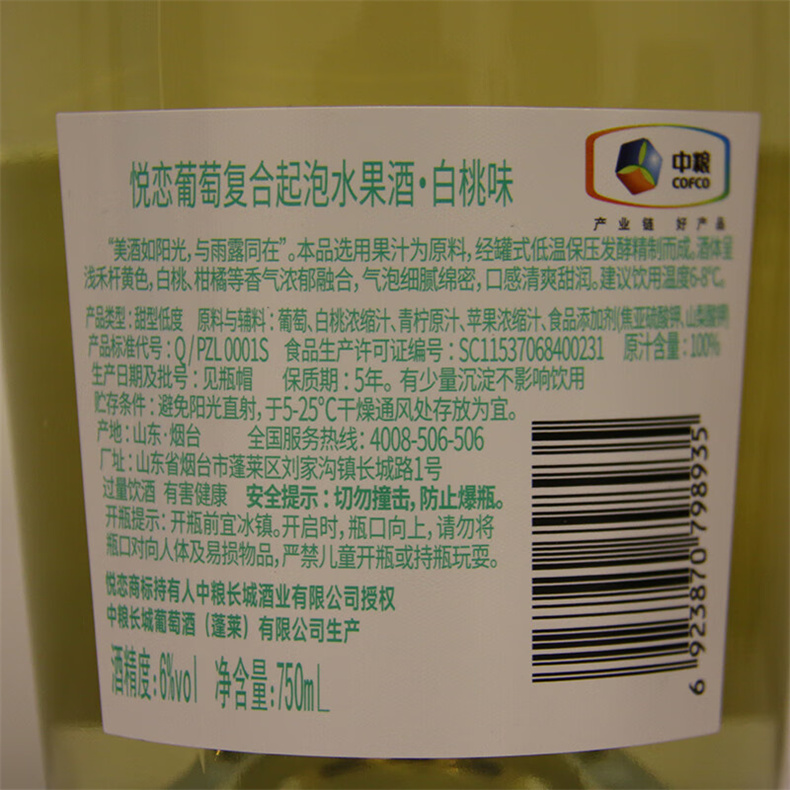 悦恋葡萄复合起泡水果酒·白桃味
中粮
COFCO
产业链 好产品
“美酒如阳光，与雨露同在”。本品选用果汁为原料，经罐式低温保压发酵精制而成。酒体呈
浅禾杆黄色，白桃、柑橘等香气浓郁融合，气泡细腻绵密，口感清爽甜润。建议饮用温度6-8℃。
产品类型：甜型低度 原料与辅料：葡萄、白桃浓缩汁、青柠原汁、苹果浓缩汁、食品添加剂(焦亚硫酸钾、山梨酸钾)
产品标准代号：Q/PZL 0001S 食品生产许可证编号：SC11537068400231 原汁含量：100%
生产日期及批号：见瓶帽 保质期：5年。有少量沉淀不影响饮用
贮存条件：避免阳光直射，于5-25℃干燥通风处存放为宜。
产地：山东·烟台 全国服务热线：4008-506-506
厂址：山东省烟台市蓬莱区刘家沟镇长城路1号
过量饮酒 有害健康 安全提示：切勿撞击，防止爆瓶。
开瓶提示：开瓶前宜冰镇。开启时，瓶口向上，请勿将
瓶口对向人体及易损物品，严禁儿童开瓶或持瓶玩耍。
悦恋商标持有人中粮长城酒业有限公司授权
中粮长城葡萄酒（蓬莱）有限公司生产
酒精度：6%vol 净含量：750mL
6 923870 798935